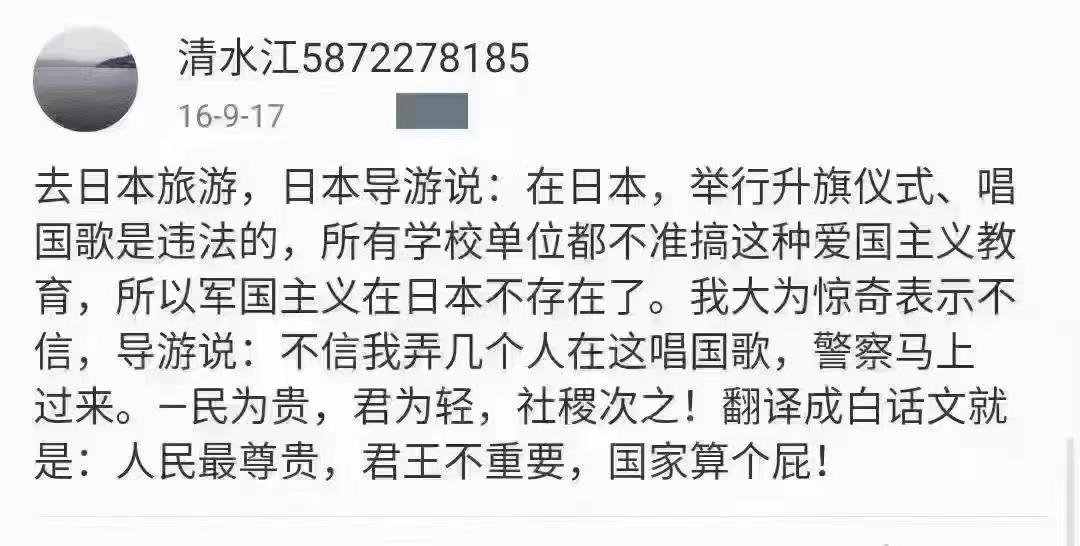 清水江5872278185
16-9-17
去日本旅游，日本导游说：在日本，举行升旗仪式、唱
国歌是违法的，所有学校单位都不准搞这种爱国主义教
育，所以军国主义在日本不存在了。我大为惊奇表示不
信，导游说：不信我弄几个人在这唱国歌，警察马上
过来。—民为贵，君为轻，社稷次之！翻译成白话文就
是：人民最尊贵，君王不重要，国家算个屁！